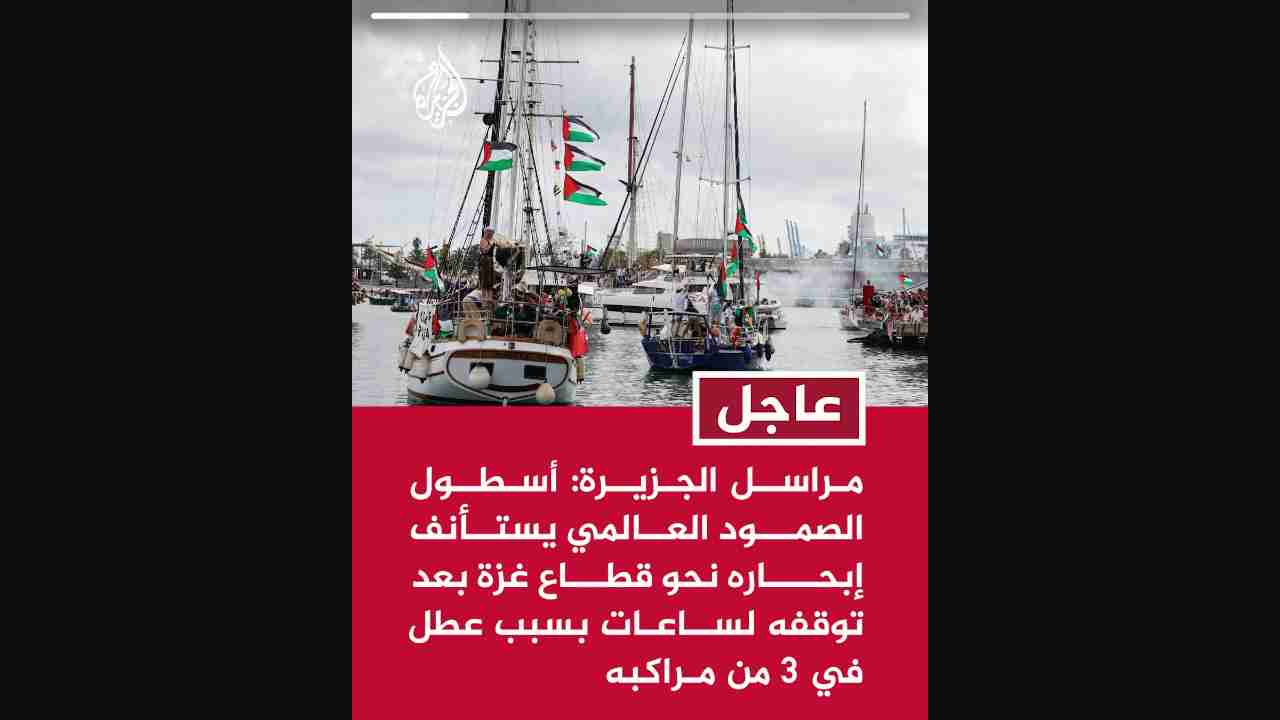 الجزيرة
عاجل
مراسل الجزيرة: أسطول
الصمود العالمي يستأنف
إبحاره نحو قطاع غزة بعد
توقفه لساعات بسبب عطل
في 3 من مراكبه